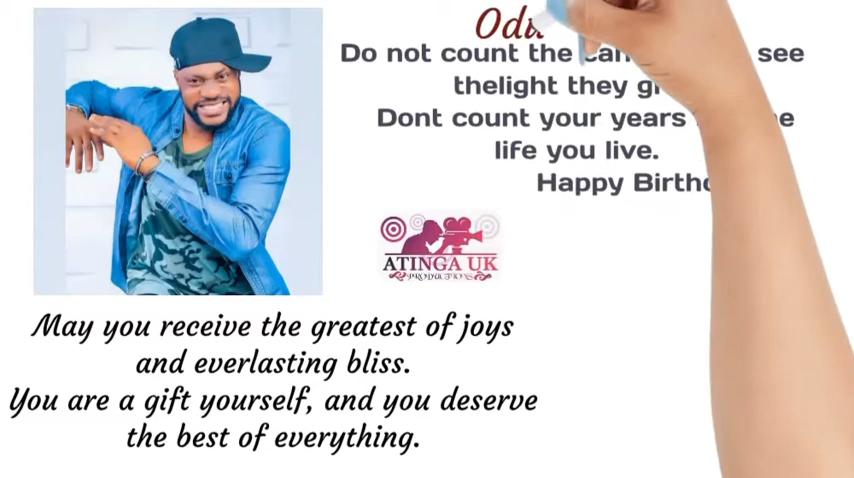 Do not count the see
thelight they
Dont count your years
life you live.
Happy
ATINGA UK
PRODUCTIONS
May you receive the greatest of joys
and everlasting bliss.
You are a gift yourself, and you deserve
the best of everything.